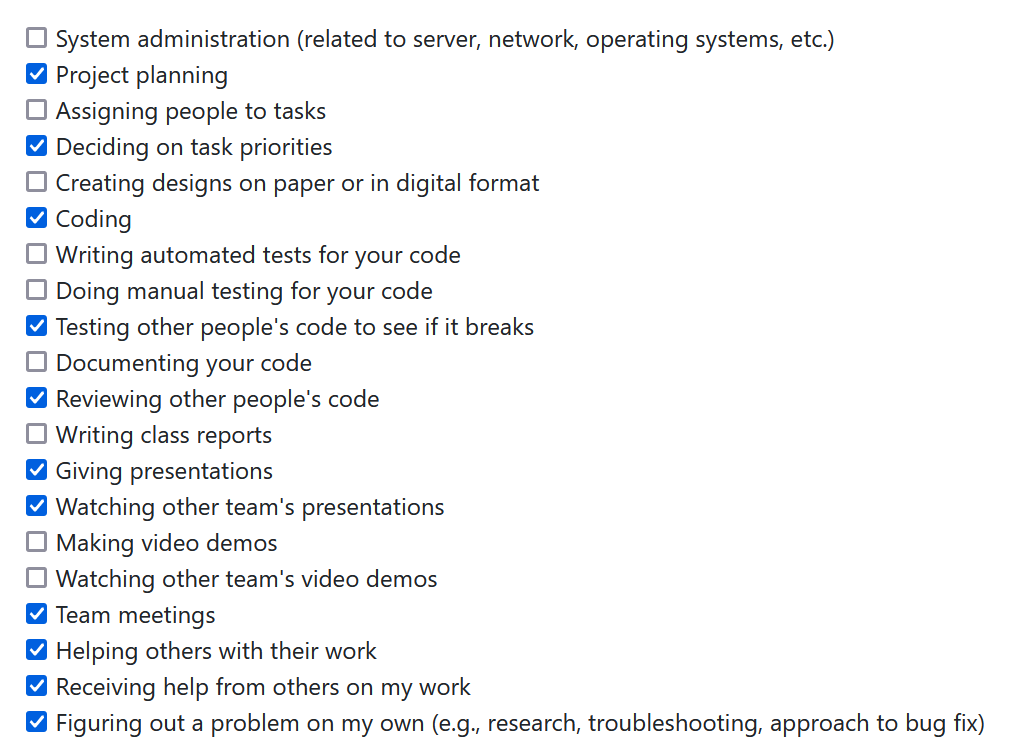 System administration (related to server, network, operating systems, etc.)
Project planning
Assigning people to tasks
Deciding on task priorities
Creating designs on paper or in digital format
Coding
Writing automated tests for your code
Doing manual testing for your code
Testing other people's code to see if it breaks
Documenting your code
Reviewing other people's code
Writing class reports
Giving presentations
Watching other team's presentations
Making video demos
Watching other team's video demos
Team meetings
Helping others with their work
Receiving help from others on my work
Figuring out a problem on my own (e.g., research, troubleshooting, approach to bug fix)